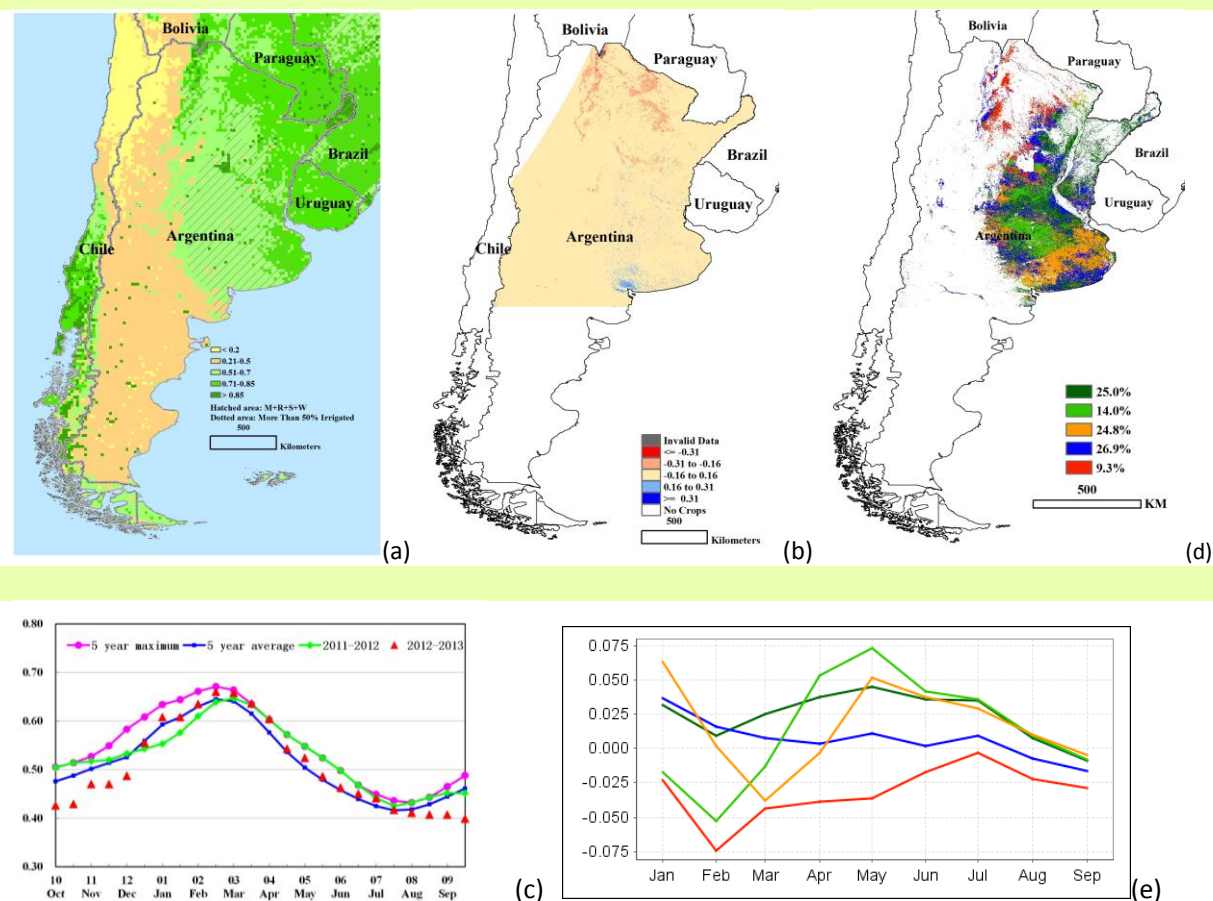 Bolivia
Paraguay
Brazil
Uruguay
Argentina
Chile
< 0.2
0.21-0.5
0.51-0.7
0.71-0.85
> 0.85
Hatched area: M+R+S+W
Dotted area: More Than 50% Irrigated
500
Kilometers
(a)
Bolivia
Paraguay
Brazil
Uruguay
Argentina
Chile
Invalid Data
<= -0.31
-0.31 to -0.16
-0.16 to 0.16
0.16 to 0.31
>= 0.31
No Crops
500
Kilometers
(b)
Bolivia
Paraguay
Brazil
Uruguay
Argentina
25.0%
14.0%
24.8%
26.9%
9.3%
500
KM
(d)
0.80
5 year maximum 5 year average 2011-2012 2012-2013
0.70
0.60
0.50
0.40
0.30
10 11 12 01 02 03 04 05 06 07 08 09
Oct Nov Dec Jan Feb Mar Apr May Jun Jul Aug Sep
(c)
0.075
0.050
0.025
0.000
-0.025
-0.050
-0.075
Jan Feb Mar Apr May Jun Jul Aug Sep
(e)